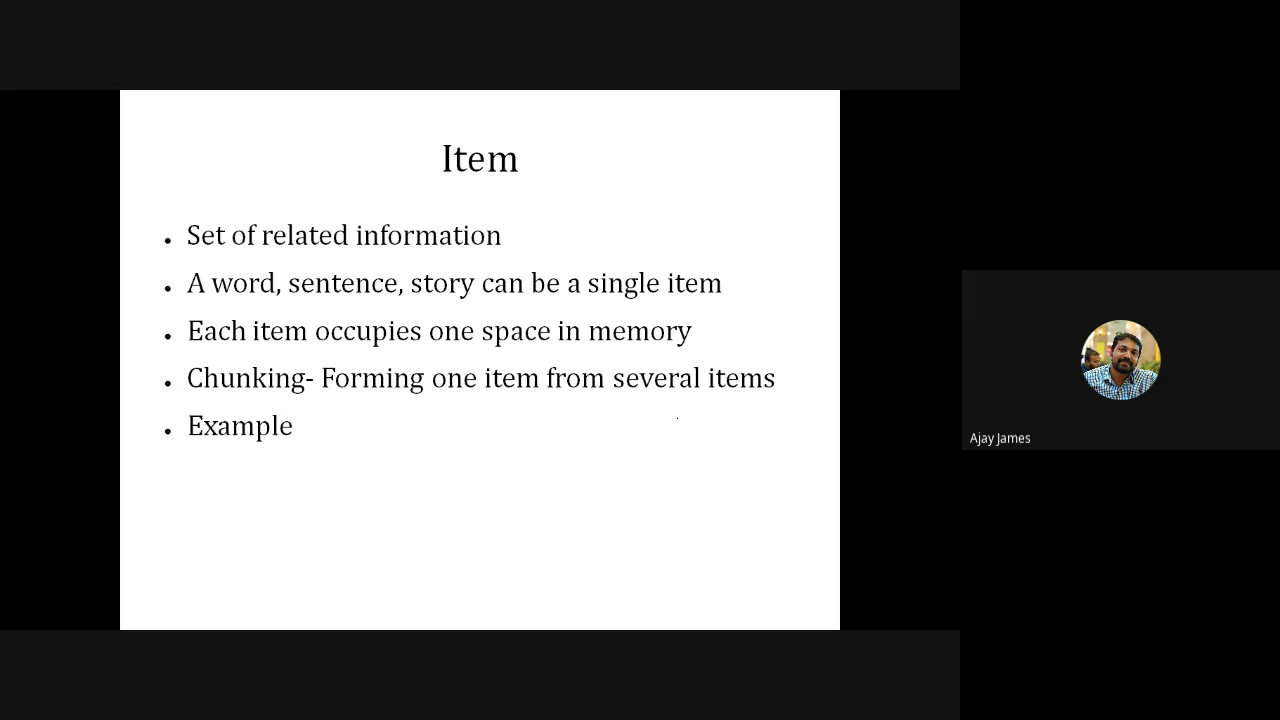 Item
• Set of related information
• A word, sentence, story can be a single item
• Each item occupies one space in memory
• Chunking- Forming one item from several items
• Example
Ajay James